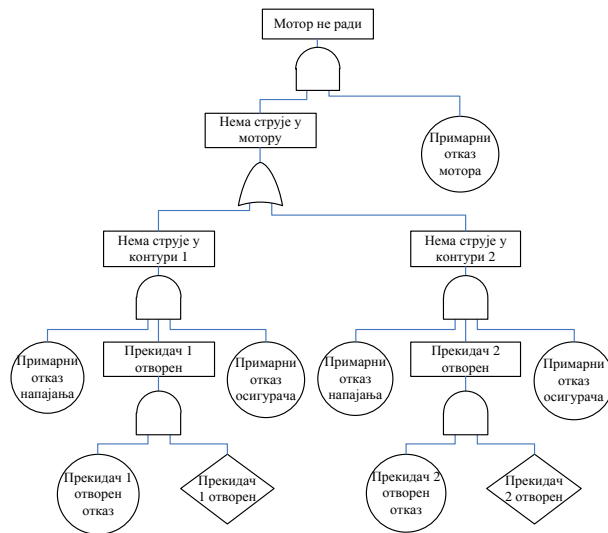 Мотор не ради
Нема струје у
мотору
Примарни
отказ
мотора
Нема струје у
контури 1
Нема струје у
контури 2
Примарни
отказ
напајања
Прекидач 1
отворен
Примарни
отказ
осигурача
Примарни
отказ
напајања
Прекидач 2
отворен
Примарни
отказ
осигурача
Прекидач 1
отворен
отказ
Прекидач
1 отворен
Прекидач 2
отворен
отказ
Прекидач
2 отворен